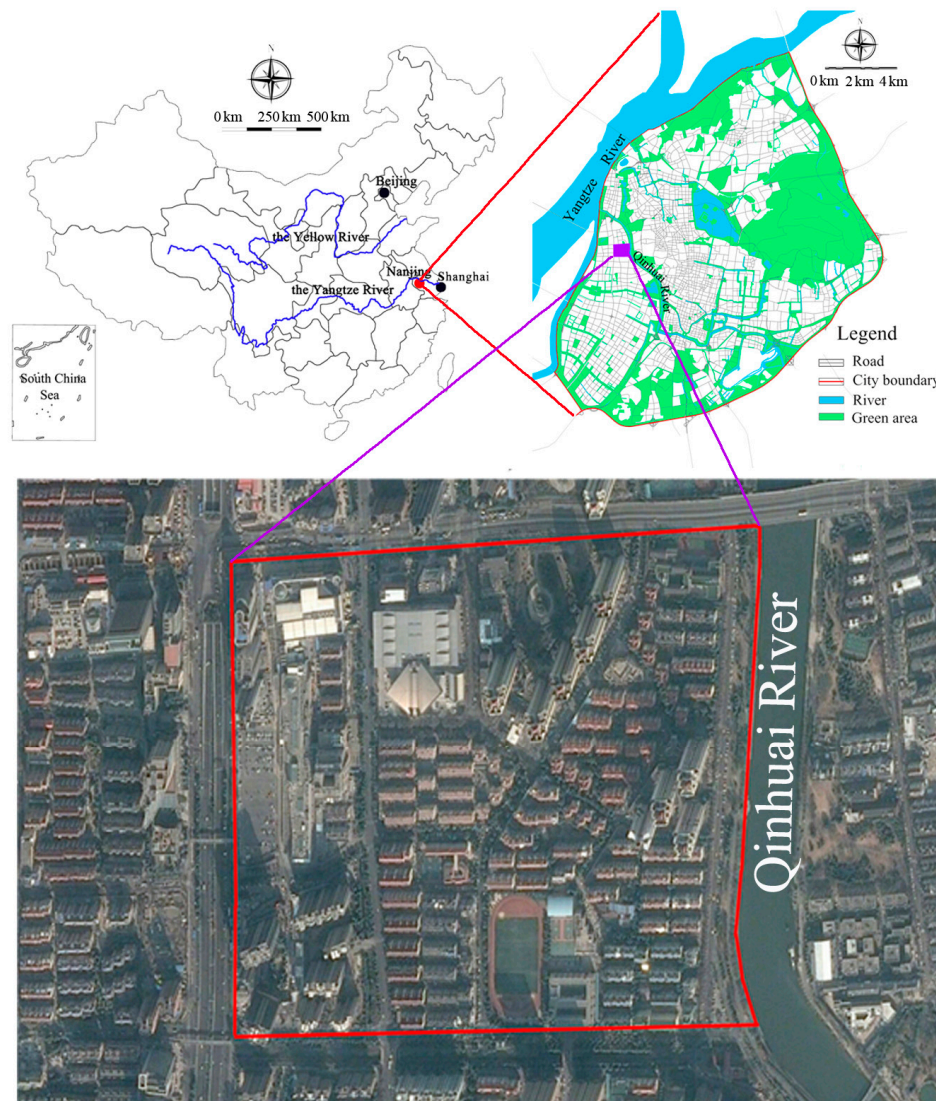 N
0 km 250 km 500 km
Beijing
the Yellow River
Nanjing
Shanghai
the Yangtze River
South China
Sea
N
0 km 2 km 4 km
Yangtze River
Qinhuai River
Legend
Road
City boundary
River
Green area
Qinhuai River